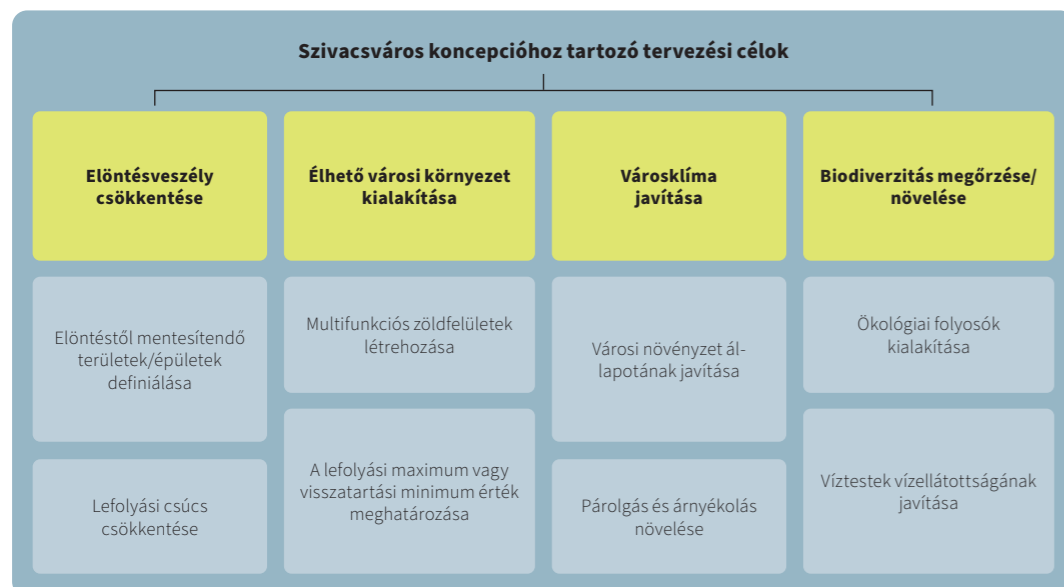 Szivacsváros koncepcióhoz tartozó tervezési célok
Elöntésveszély
csökkentése
Élhető városi környezet
kialakítása
Városklíma
javítása
Biodiverzitás megőrzése/
növelése
Elöntéstől mentesítendő
területek/épületek
definiálása
Multifunkciós zöldfelületek
létrehozása
Városi növényzet ál-
lapotának javítása
Ökológiai folyosók
kialakítása
Lefolyási csúcs
csökkentése
A lefolyási maximum vagy
visszatartási minimum érték
meghatározása
Párolgás és árnyékolás
növelése
Víztestek vízellátottságának
javítása